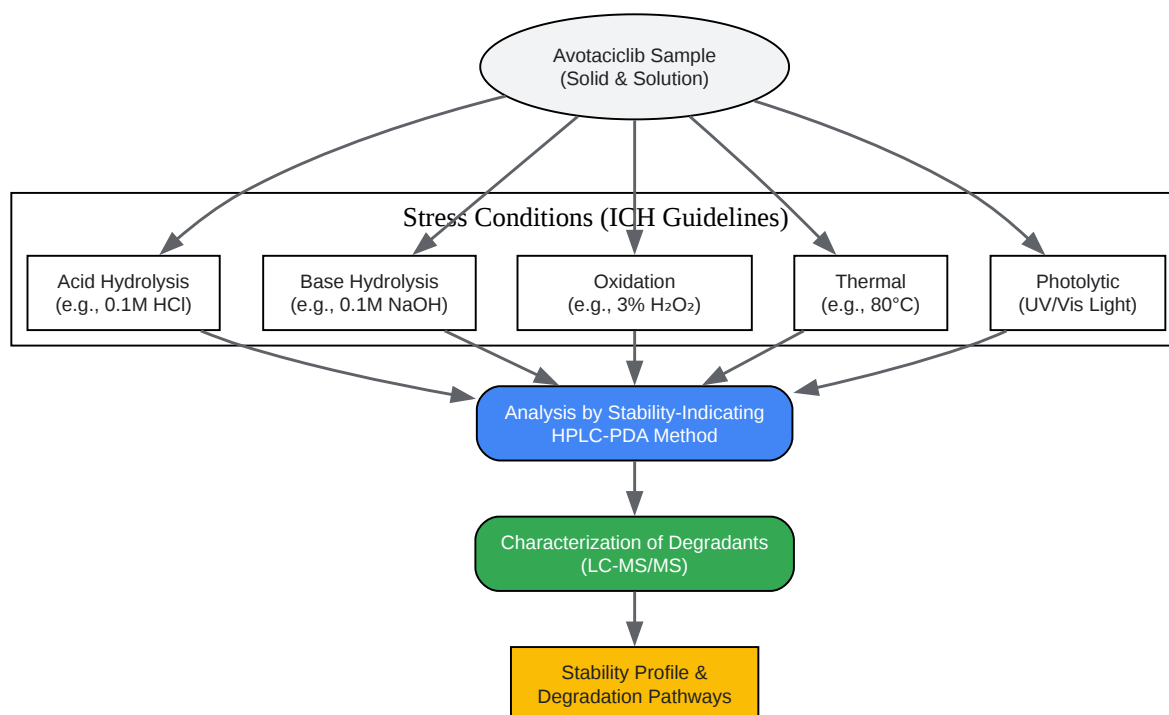 Avotaciclib Sample
(Solid & Solution)
Stress Conditions (ICH Guidelines)
Acid Hydrolysis
(e.g., 0.1M HCl)
Base Hydrolysis
(e.g., 0.1M NaOH)
Oxidation
(e.g., 3% H₂O₂)
Thermal
(e.g., 80°C)
Photolytic
(UV/Vis Light)
Analysis by Stability-Indicating
HPLC-PDA Method
Characterization of Degradants
(LC-MS/MS)
Stability Profile &
Degradation Pathways